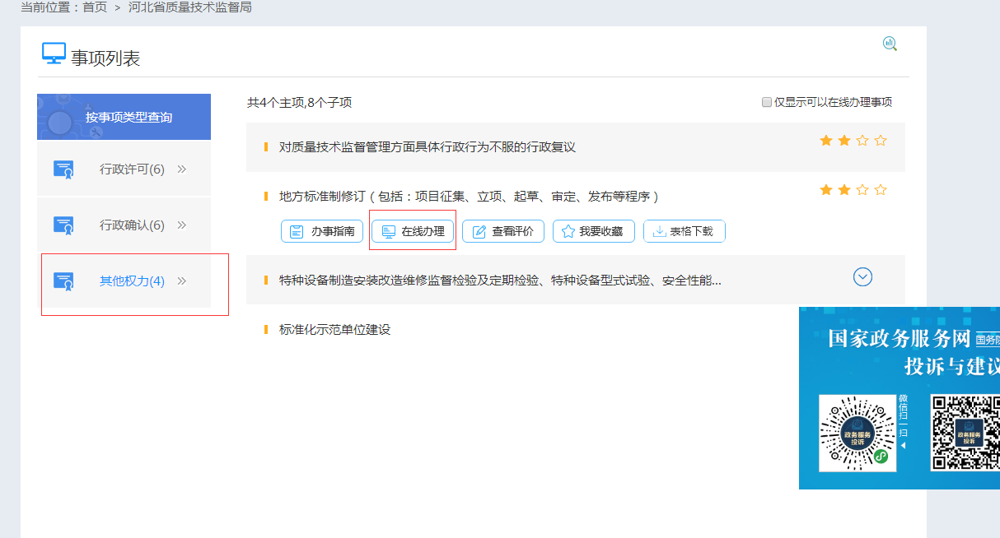 当前位置：首页 > 河北省质量技术监督局
事项列表
按事项类型查询
行政许可(6)
行政确认(6)
其他权力(4)
共4个主项,8个子项
仅显示可以在线办理事项
对质量技术监督管理方面具体行政行为不服的行政复议
地方标准制修订（包括：项目征集、立项、起草、审定、发布等程序）
办事指南
在线办理
查看评价
我要收藏
表格下载
特种设备制造安装改造维修监督检验及定期检验、特种设备型式试验、安全性能...
标准化示范单位建设
国家政务服务网 国务
投诉与建议
政务服务
投诉
微信扫一扫
政务服务
投诉